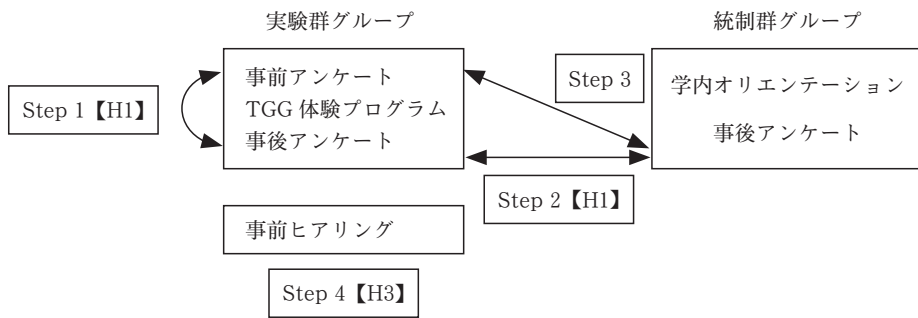 実験群グループ
統制群グループ
Step 1【H1】
事前アンケート
TGG 体験プログラム
事後アンケート
Step 3
学内オリエンテーション
事後アンケート
Step 2【H1】
事前ヒアリング
Step 4【H3】